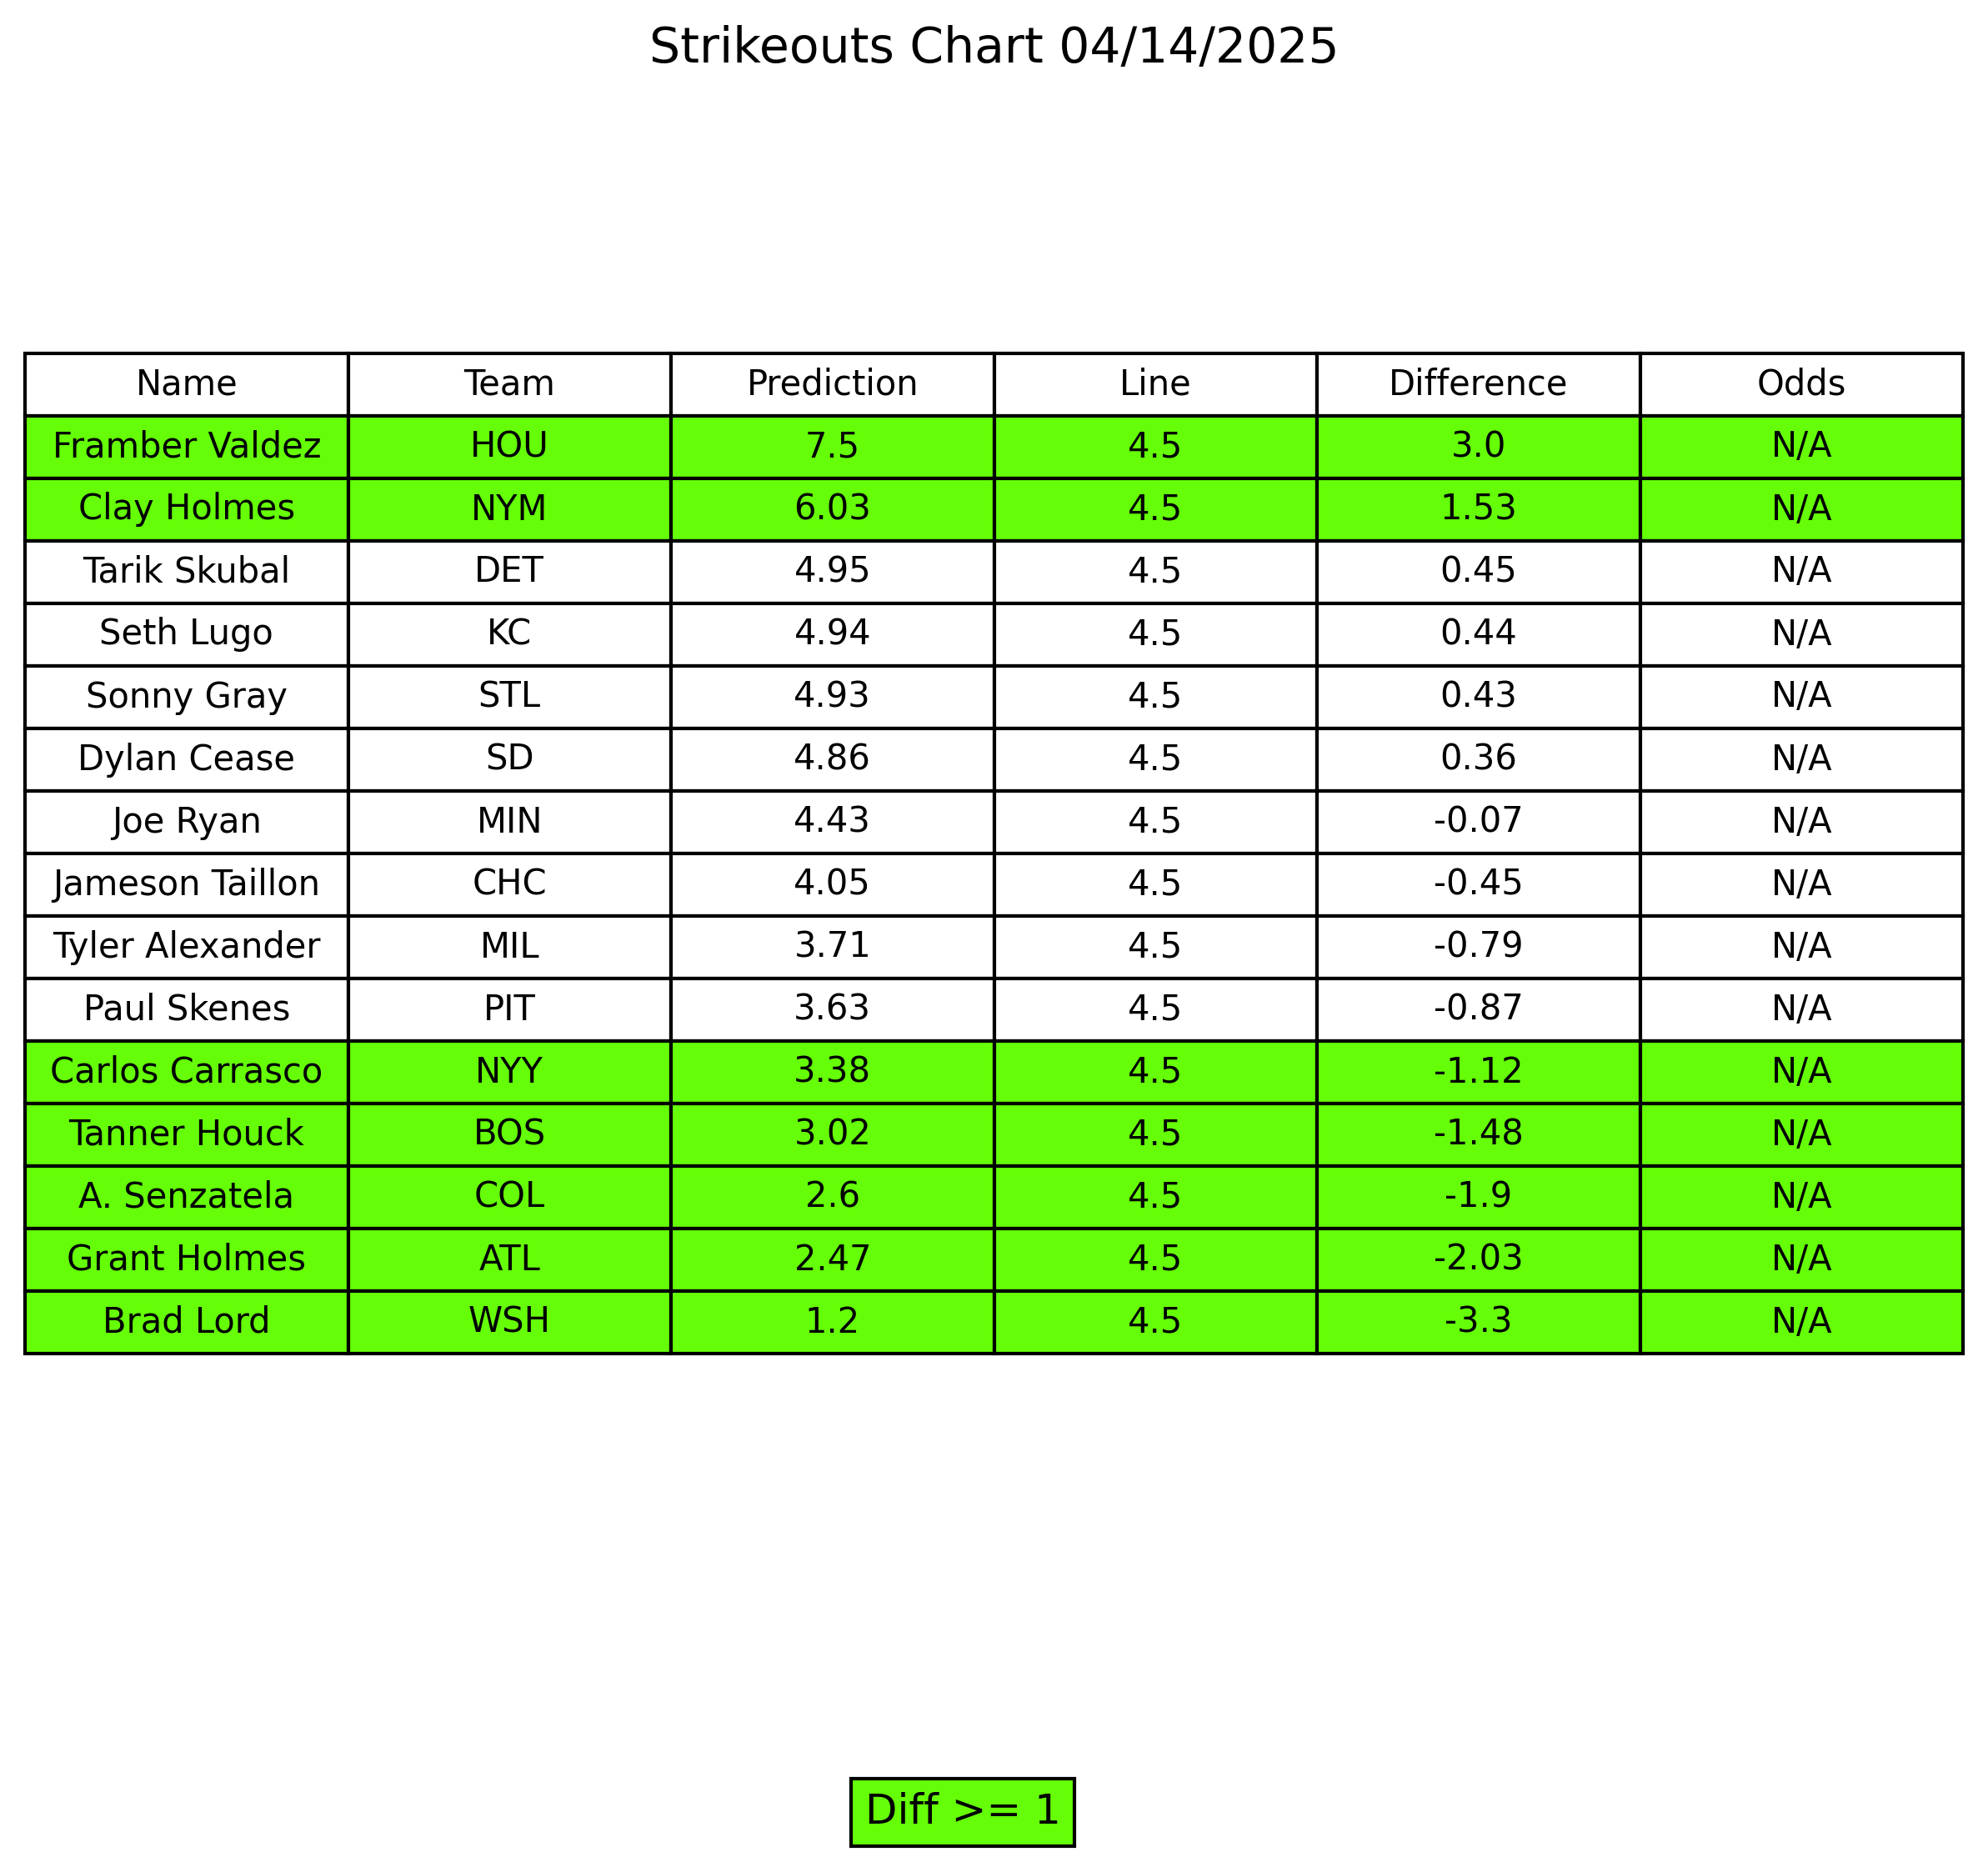 Strikeouts Chart 04/14/2025
Name Team Prediction Line Difference Odds
Framber Valdez HOU 7.5 4.5 3.0 N/A
Clay Holmes NYM 6.03 4.5 1.53 N/A
Tarik Skubal DET 4.95 4.5 0.45 N/A
Seth Lugo KC 4.94 4.5 0.44 N/A
Sonny Gray STL 4.93 4.5 0.43 N/A
Dylan Cease SD 4.86 4.5 0.36 N/A
Joe Ryan MIN 4.43 4.5 -0.07 N/A
Jameson Taillon CHC 4.05 4.5 -0.45 N/A
Tyler Alexander MIL 3.71 4.5 -0.79 N/A
Paul Skenes PIT 3.63 4.5 -0.87 N/A
Carlos Carrasco NYY 3.38 4.5 -1.12 N/A
Tanner Houck BOS 3.02 4.5 -1.48 N/A
A. Senzatela COL 2.6 4.5 -1.9 N/A
Grant Holmes ATL 2.47 4.5 -2.03 N/A
Brad Lord WSH 1.2 4.5 -3.3 N/A
Diff >= 1